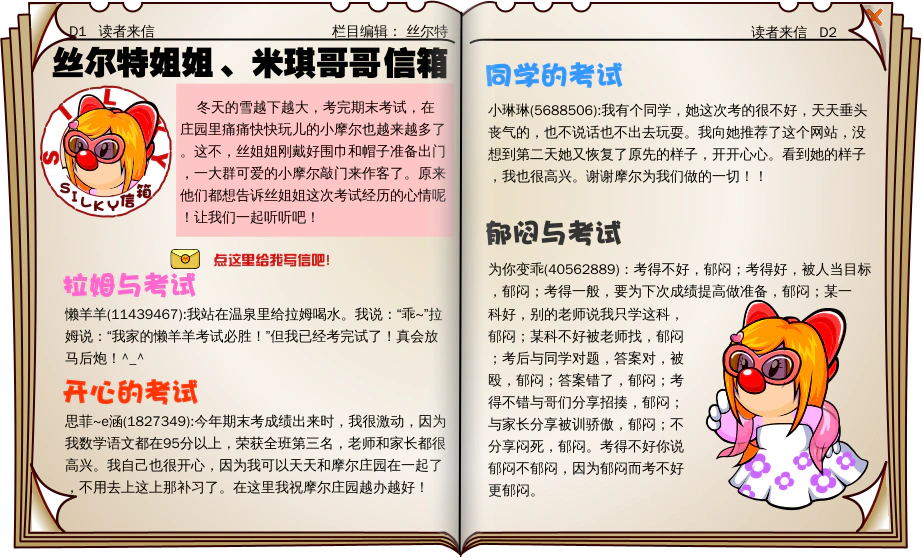 D1 读者来信 栏目编辑： 丝尔特
丝尔特姐姐、米琪哥哥信箱
SILKY
SILKY信箱
冬天的雪越下越大，考完期末考试，在
庄园里痛痛快快玩儿的小摩尔也越来越多了
。这不，丝姐姐刚戴好围巾和帽子准备出门
，一大群可爱的小摩尔敲门来作客了。原来
他们都想告诉丝姐姐这次考试经历的心情呢
！让我们一起听听吧！
点这里给我写信吧！
拉姆与考试
懒羊羊(11439467):我站在温泉里给拉姆喝水。我说：“乖~”拉
姆说：“我家的懒羊羊考试必胜！”但我已经考完试了！真会放
马后炮！^_^
开心的考试
思菲~e涵(1827349):今年期末考成绩出来时，我很激动，因为
我数学语文都在95分以上，荣获全班第三名，老师和家长都很
高兴。我自己也很开心，因为我可以天天和摩尔庄园在一起了
，不用去上这上那补习了。在这里我祝摩尔庄园越办越好！
读者来信 D2
同学的考试
小琳琳(5688506):我有个同学，她这次考的很不好，天天垂头
丧气的，也不说话也不出去玩耍。我向她推荐了这个网站，没
想到第二天她又恢复了原先的样子，开开心心。看到她的样子
，我也很高兴。谢谢摩尔为我们做的一切！！
郁闷与考试
为你变乖(40562889)：考得不好，郁闷；考得好，被人当目标
，郁闷；考得一般，要为下次成绩提高做准备，郁闷；某一
科好，别的老师说我只学这科，
郁闷；某科不好被老师找，郁闷
；考后与同学对题，答案对，被
殴，郁闷；答案错了，郁闷；考
得不错与哥们分享招揍，郁闷；
与家长分享被训骄傲，郁闷；不
分享闷死，郁闷。考得不好你说
郁闷不郁闷，因为郁闷而考不好
更郁闷。